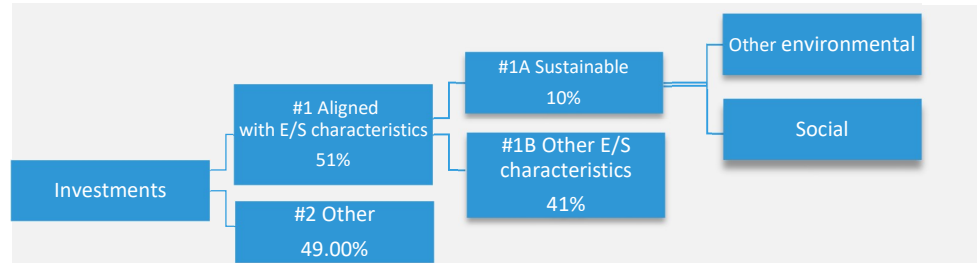 Investments
#1 Aligned
with E/S characteristics
51%
#2 Other
49.00%
#1A Sustainable
10%
#1B Other E/S
characteristics
41%
Other environmental
Social